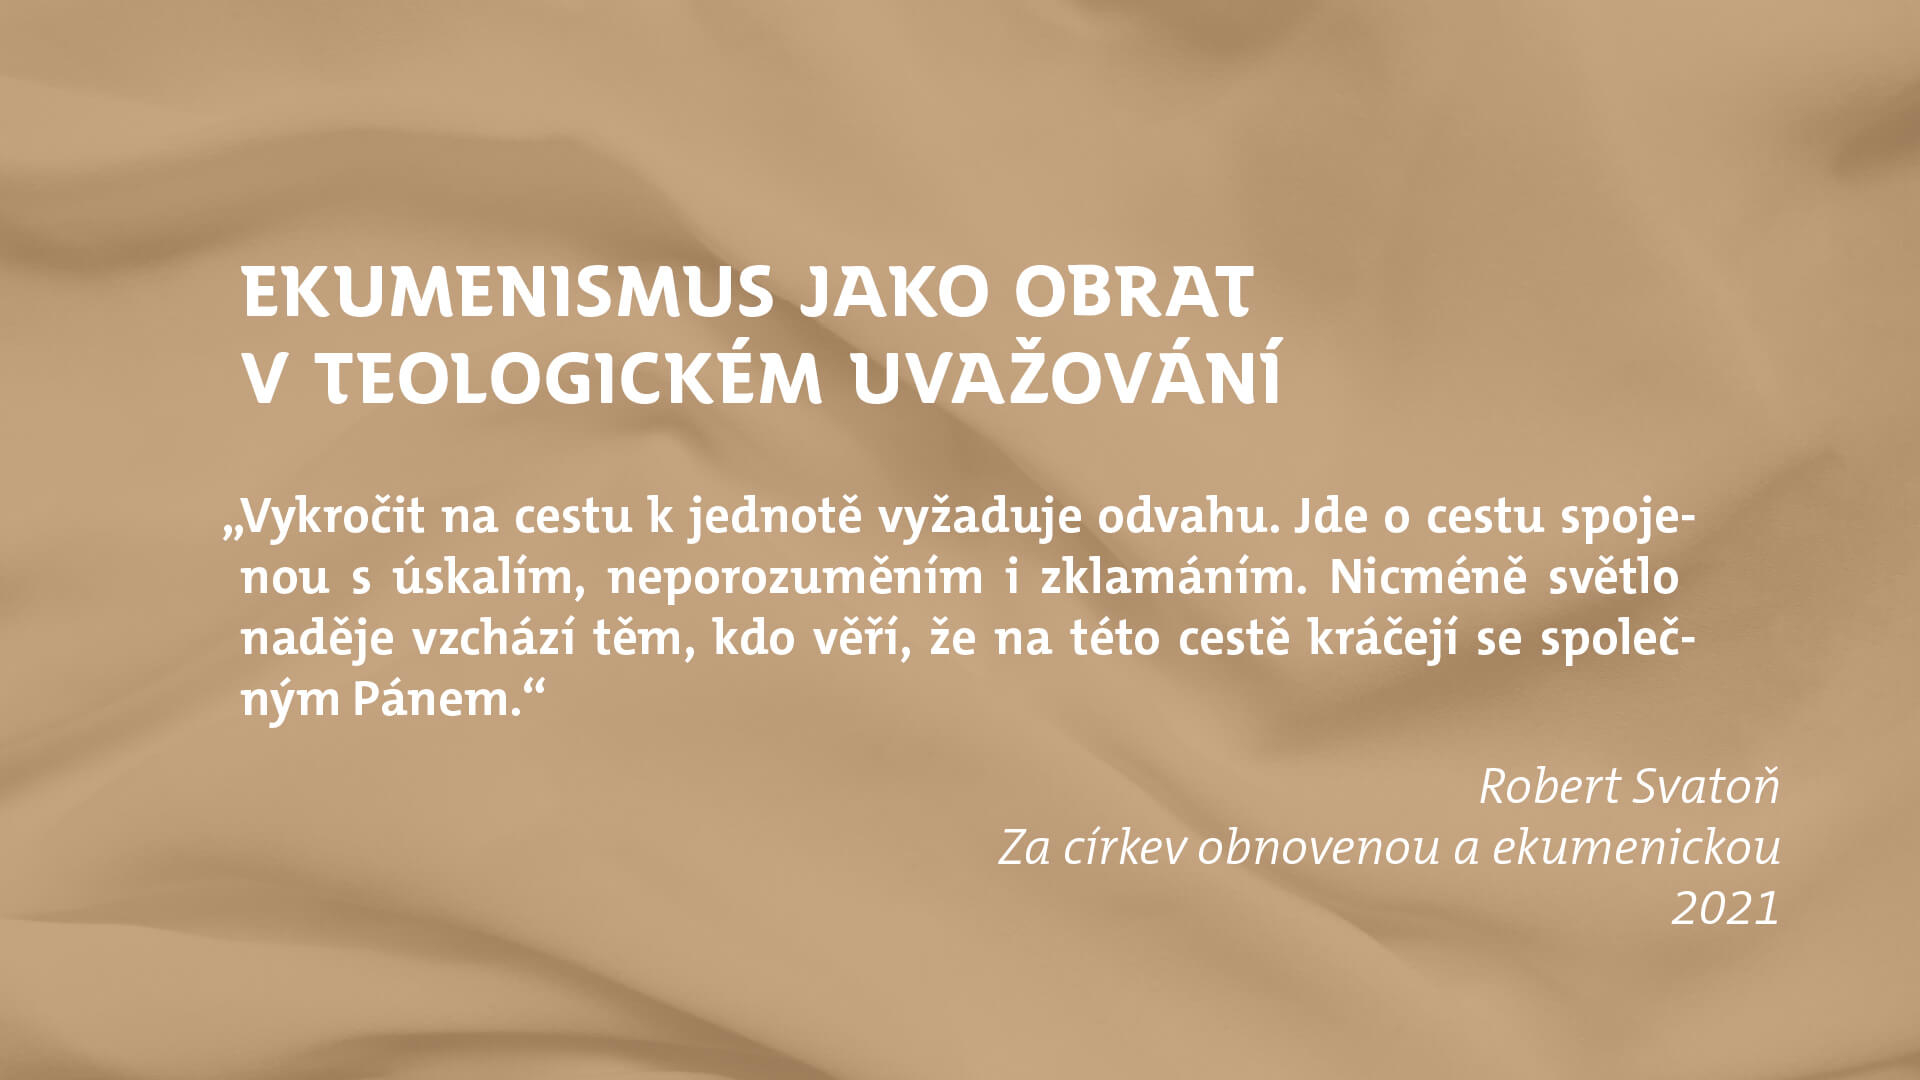 EKUMENISMUS JAKO OBRAT
V TEOLOGICKÉM UVAŽOVÁNÍ
„Vykročit na cestu k jednotě vyžaduje odvahu. Jde o cestu spoje-
nou s úskalím, neporozuměním i zklamáním. Nicméně světlo
naděje vzchází těm, kdo věří, že na této cestě kráčejí se společ-
ným Pánem.“
Robert Svatoň
Za církev obnovenou a ekumenickou
2021